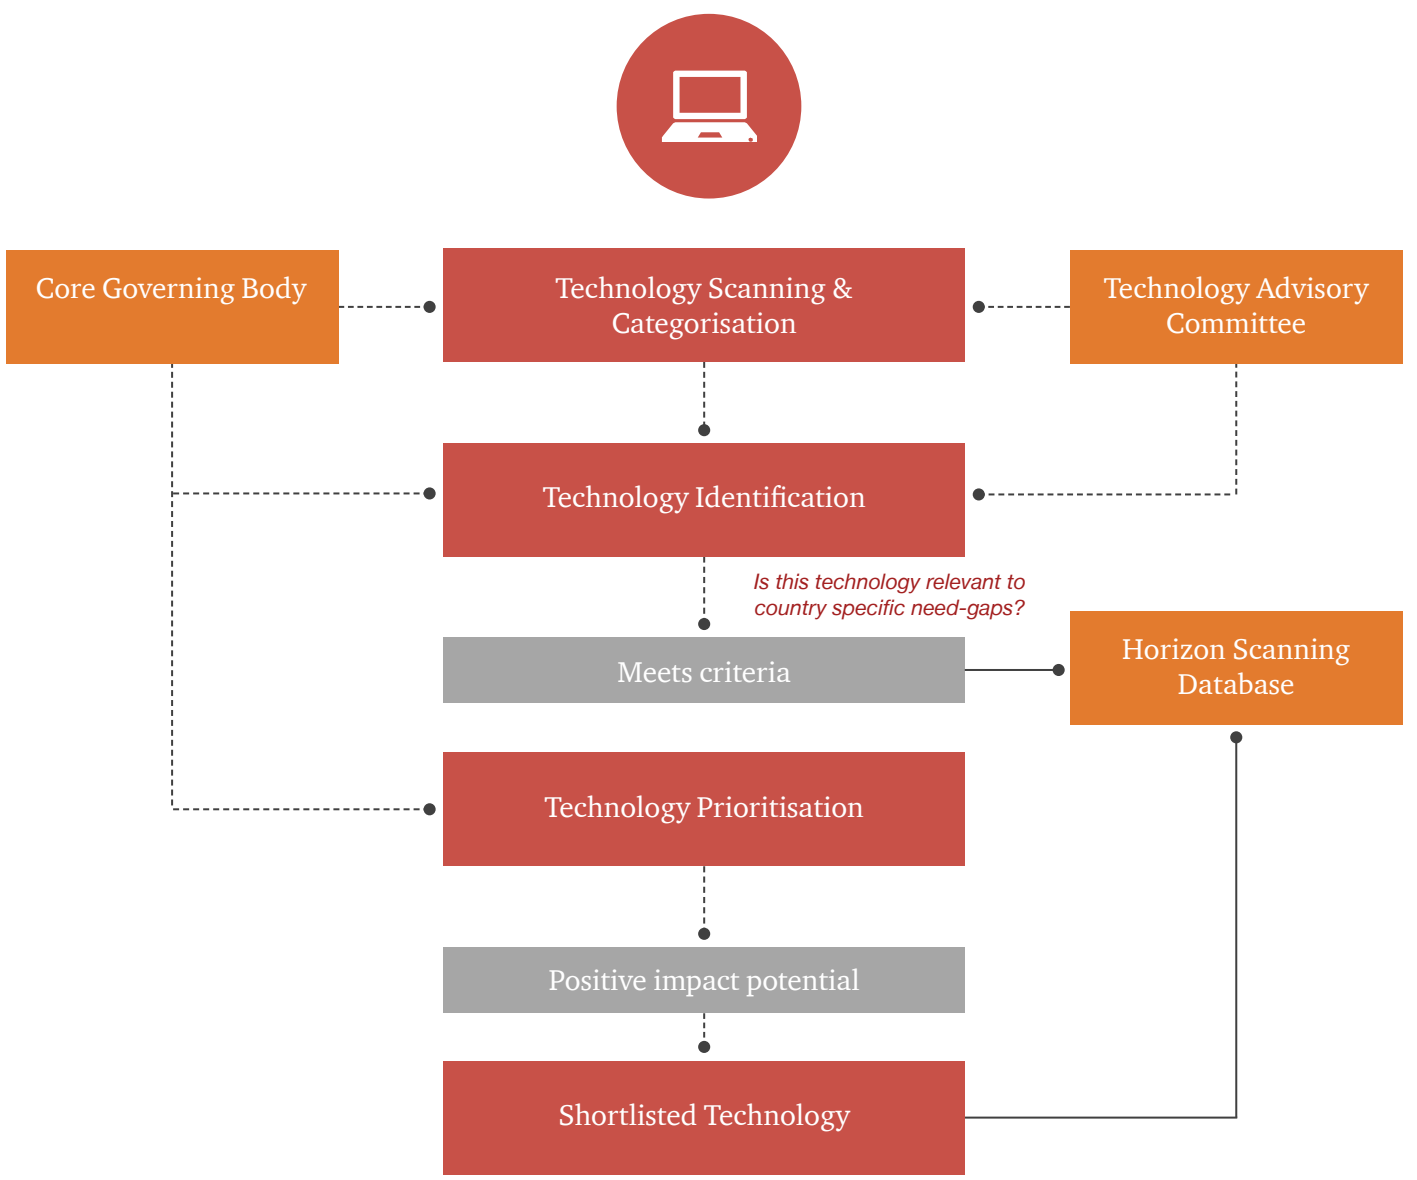 Core Governing Body
Technology Scanning &
Categorisation
Technology Advisory
Committee
Technology Identification
Is this technology relevant to
country specific need-gaps?
Meets criteria
Horizon Scanning
Database
Technology Prioritisation
Positive impact potential
Shortlisted Technology